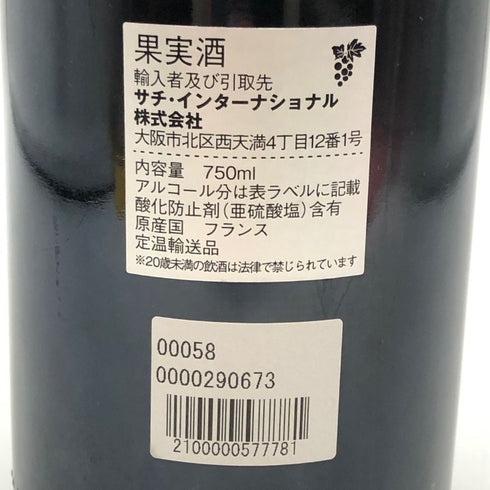 果実酒
輸入者及び引取先
サチ・インターナショナル
株式会社
大阪市北区西天満4丁目12番1号
内容量 750ml
アルコール分は表ラベルに記載
酸化防止剤(亜硫酸塩)含有
原産国 フランス
定温輸送品
※20歳未満の飲酒は法律で禁じられています
00058
0000290673
2100000577781